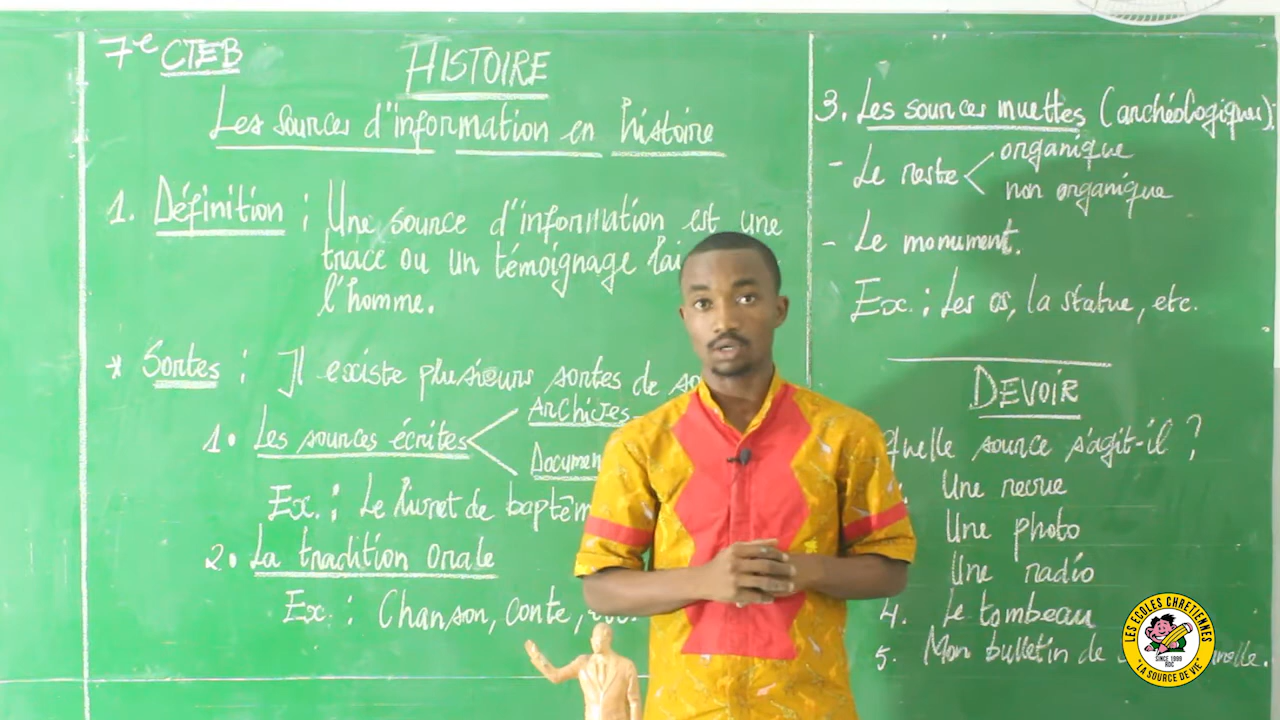 7e CTEB
HISTOIRE
Les sources d'information en histoire
1. Définition : Une source d'information est une
trace ou un témoignage lai
l'homme.
* Sortes : Il existe plusieurs sortes de so
1. Les sources écrites
Archives
Documen
Ex. : Le livret de baptêm
2. La tradition orale
Ex. : Chanson, conte, etc.
3. Les sources muettes (archéologiques):
- Le reste
organique
non organique
- Le monument.
Ex. : Les os, la statue, etc.
DEVOIR
quelle source s'agit-il ?
Une revue
Une photo
Une radio
4. Le tombeau
5. Mon bulletin de
LES ECOLES CHRETIENNES
SINCE 1998
RDC
"LA SOURCE DE VIE"